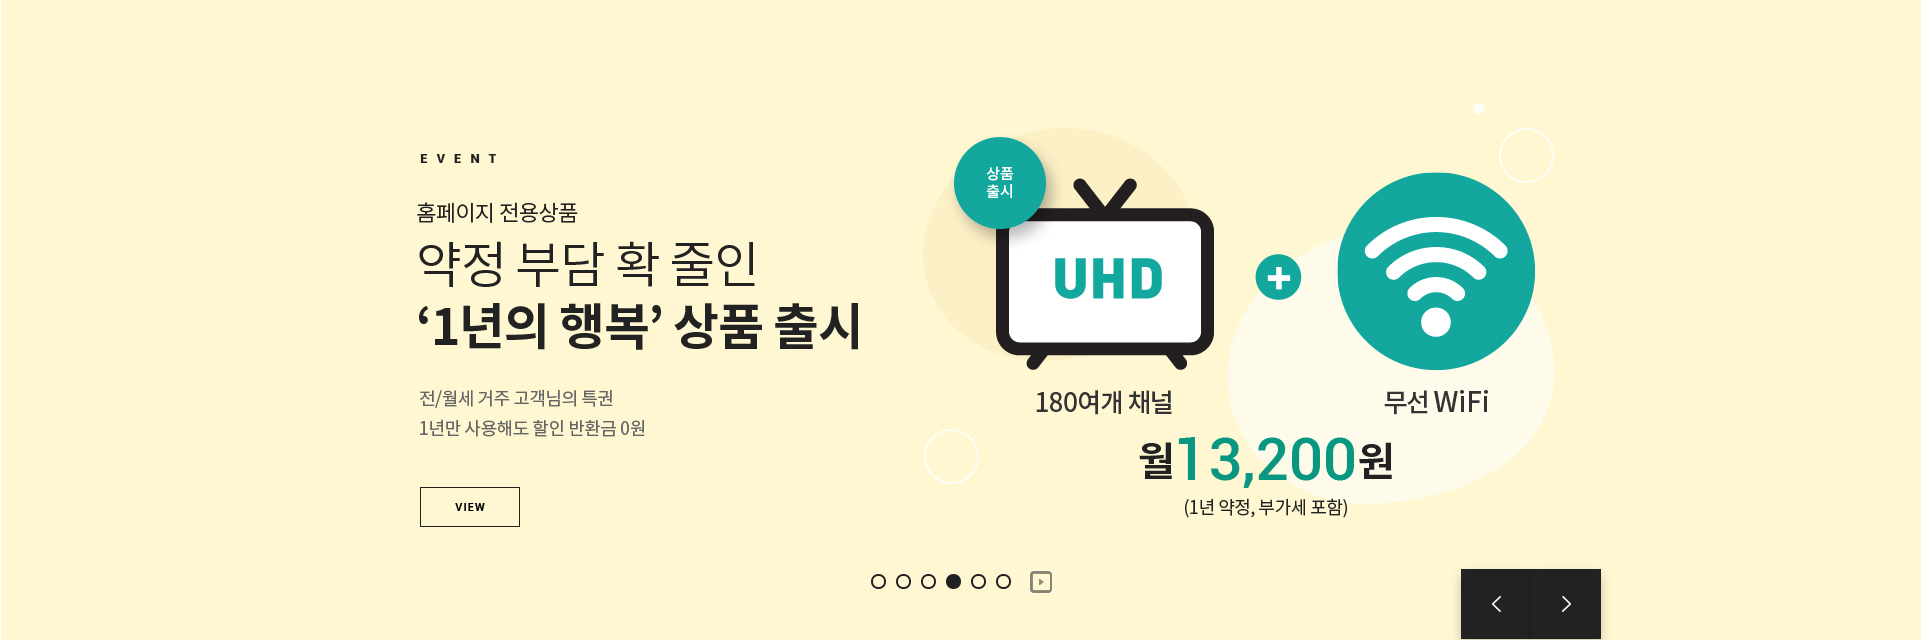 EVENT
홈페이지 전용상품
약정 부담 확 줄인
‘1년의 행복’ 상품 출시
전/월세 거주 고객님의 특권
1년만 사용해도 할인 반환금 0원
VIEW
상품
출시
UHD
180여개 채널
무선 WiFi
월13,200원
(1년 약정, 부가세 포함)